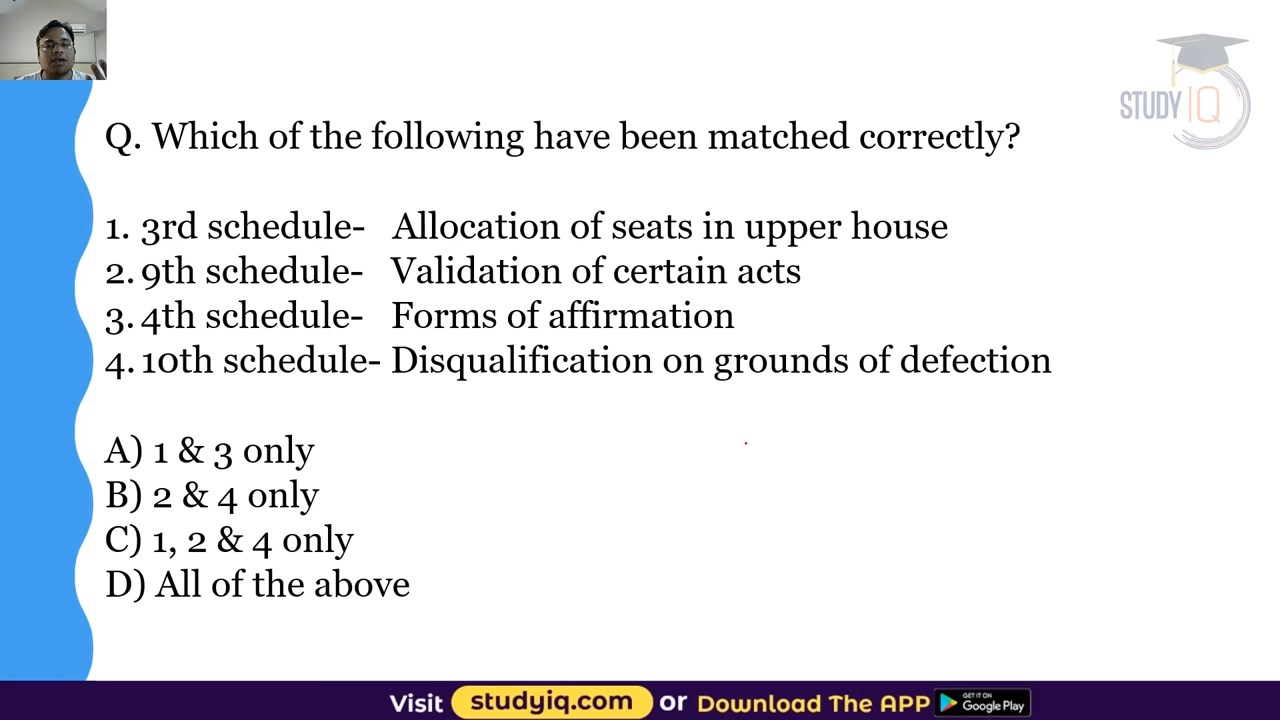 STUDY IQ
Q. Which of the following have been matched correctly?
1. 3rd schedule- Allocation of seats in upper house
2. 9th schedule- Validation of certain acts
3. 4th schedule- Forms of affirmation
4. 10th schedule- Disqualification on grounds of defection
A) 1 & 3 only
B) 2 & 4 only
C) 1, 2 & 4 only
D) All of the above
Visit studyiq.com or Download The APP GET IT ON Google Play